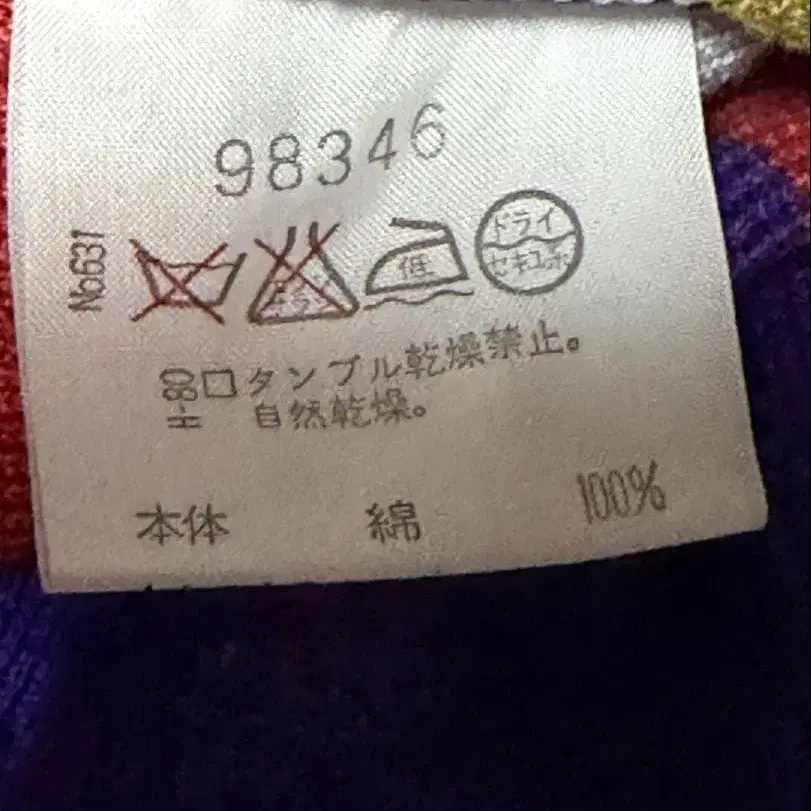 98346
No631
低
ドライ
セキユ系
タンブル乾燥禁止。
自然乾燥。
本体 綿 100%